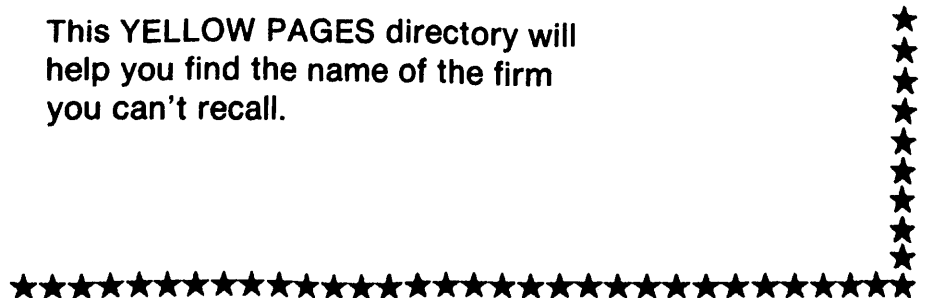 This YELLOW PAGES directory will
help you find the name of the firm
you can't recall.